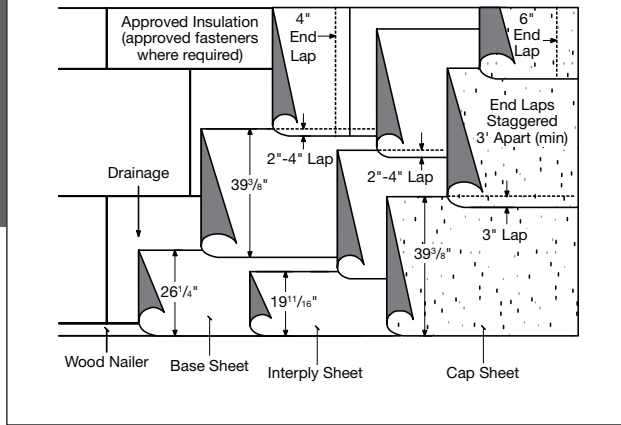 Approved Insulation
(approved fasteners
where required)
4"
End
Lap
6"
End
Lap
End Laps
Staggered
3' Apart (min)
Drainage
2"-4" Lap
2"-4" Lap
39³/₈"
3" Lap
39³/₈"
26¹/₄"
19¹¹/₁₆"
Wood Nailer
Base Sheet
Interply Sheet
Cap Sheet